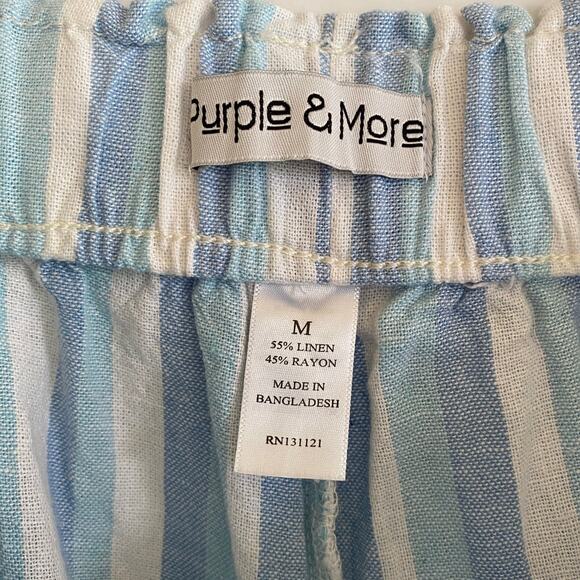 Purple & More
M
55% LINEN
45% RAYON
MADE IN
BANGLADESH
RN131121